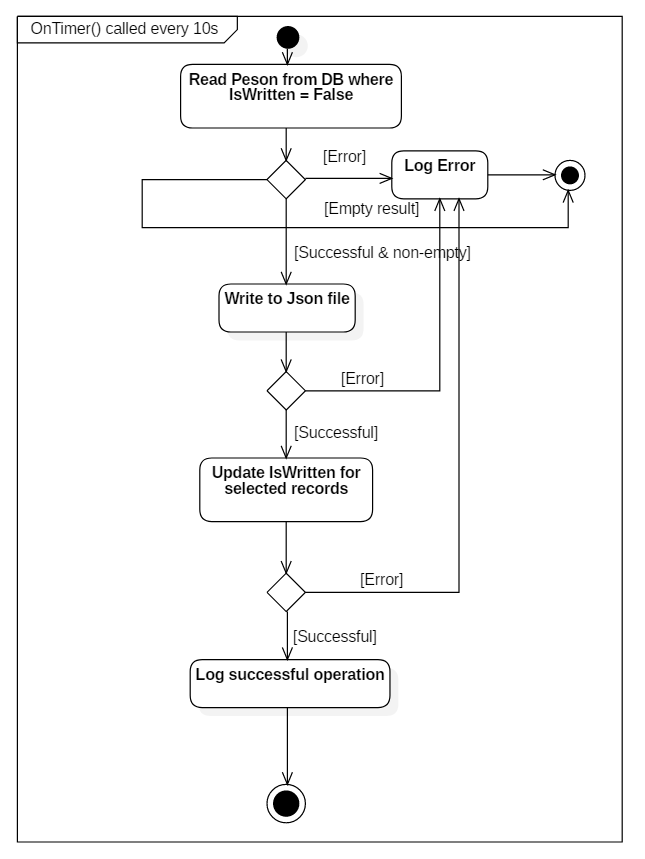 OnTimer() called every 10s
Read Peson from DB where
IsWritten = False
[Error]
Log Error
[Empty result]
[Successful & non-empty]
Write to Json file
[Error]
[Successful]
Update IsWritten for
selected records
[Error]
[Successful]
Log successful operation